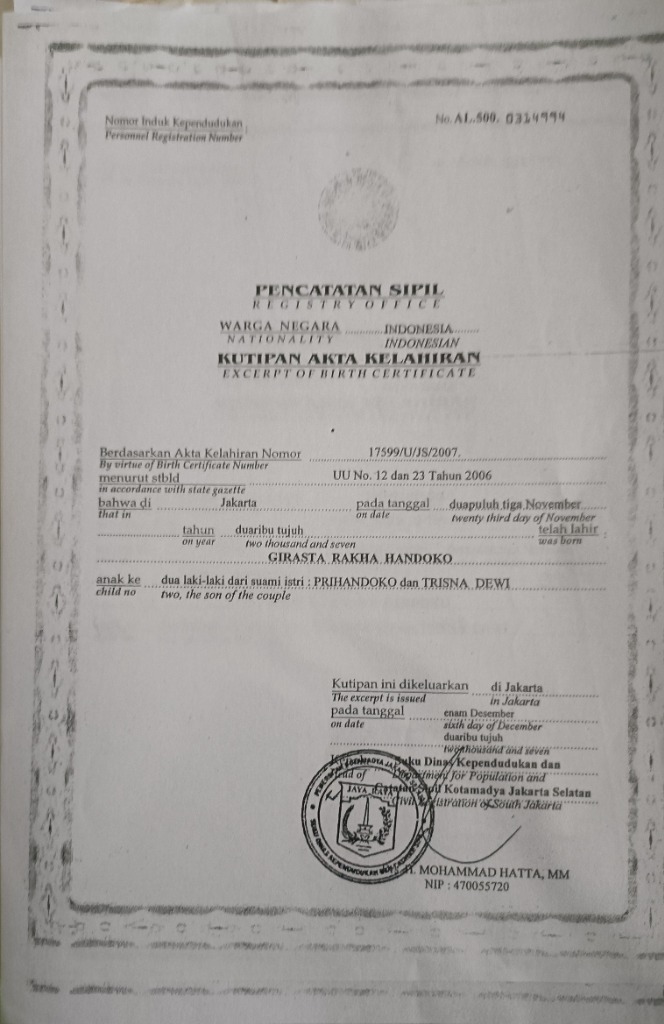 Nomor Induk Kependudukan
Personnel Registration Number
No. AL.500. 0314994
PENCATATAN SIPIL
REGISTRY OFFICE
WARGA NEGARA INDONESIA
NATIONALITY INDONESIAN
KUTIPAN AKTA KELAHIRAN
EXCERPT OF BIRTH CERTIFICATE
Berdasarkan Akta Kelahiran Nomor 17599/U/JS/2007.
By virtue of Birth Certificate Number
menurut stbld UU No. 12 dan 23 Tahun 2006
in accordance with state gazette
bahwa di Jakarta pada tanggal duapuluh tiga November
that in on date twenty third day of November
tahun duaribu tujuh telah lahir
on year two thousand and seven was born
GIRASTA RAKHA HANDOKO
anak ke dua laki-laki dari suami istri : PRIHANDOKO dan TRISNA DEWI
child no two, the son of the couple
Kutipan ini dikeluarkan di Jakarta
The excerpt is issued in Jakarta
pada tanggal enam Desember
on date sixth day of December
duaribu tujuh
two thousand and seven
Suku Dinas Kependudukan dan
of Department for Population and
Kotamadya Jakarta Selatan
Civil Registration of South Jakarta
JAYA RAYA
MOHAMMAD HATTA, MM
NIP : 470055720